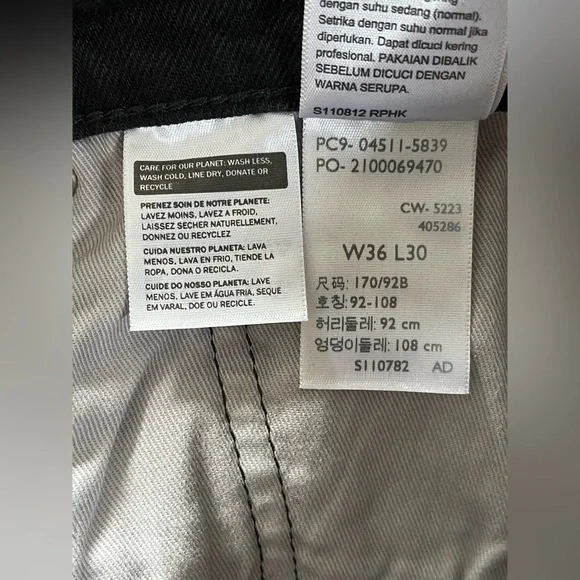 dengan suhu sedang (normal).
Setrika dengan suhu normal jika
diperlukan. Dapat dicuci kering
profesional. PAKAIAN DIBALIK
SEBELUM DICUCI DENGAN
WARNA SERUPA.
S110812 RPHK
CARE FOR OUR PLANET: WASH LESS,
WASH COLD, LINE DRY, DONATE OR
RECYCLE
PRENEZ SOIN DE NOTRE PLANETE:
LAVEZ MOINS, LAVEZ A FROID,
LAISSEZ SECHER NATURELLEMENT,
DONNEZ OU RECYCLEZ
CUIDA NUESTRO PLANETA: LAVA
MENOS, LAVA EN FRIO, TIENDE LA
ROPA, DONA O RECICLA.
CUIDE DO NOSSO PLANETA: LAVE
MENOS, LAVE EM ÁGUA FRIA, SEQUE
EM VARAL, DOE OU RECICLE.
PC9- 04511-5839
PO- 2100069470
CW- 5223
405286
W36 L30
尺码: 170/92B
호칭: 92-108
허리둘레: 92 cm
엉덩이둘레: 108 cm
S110782 AD